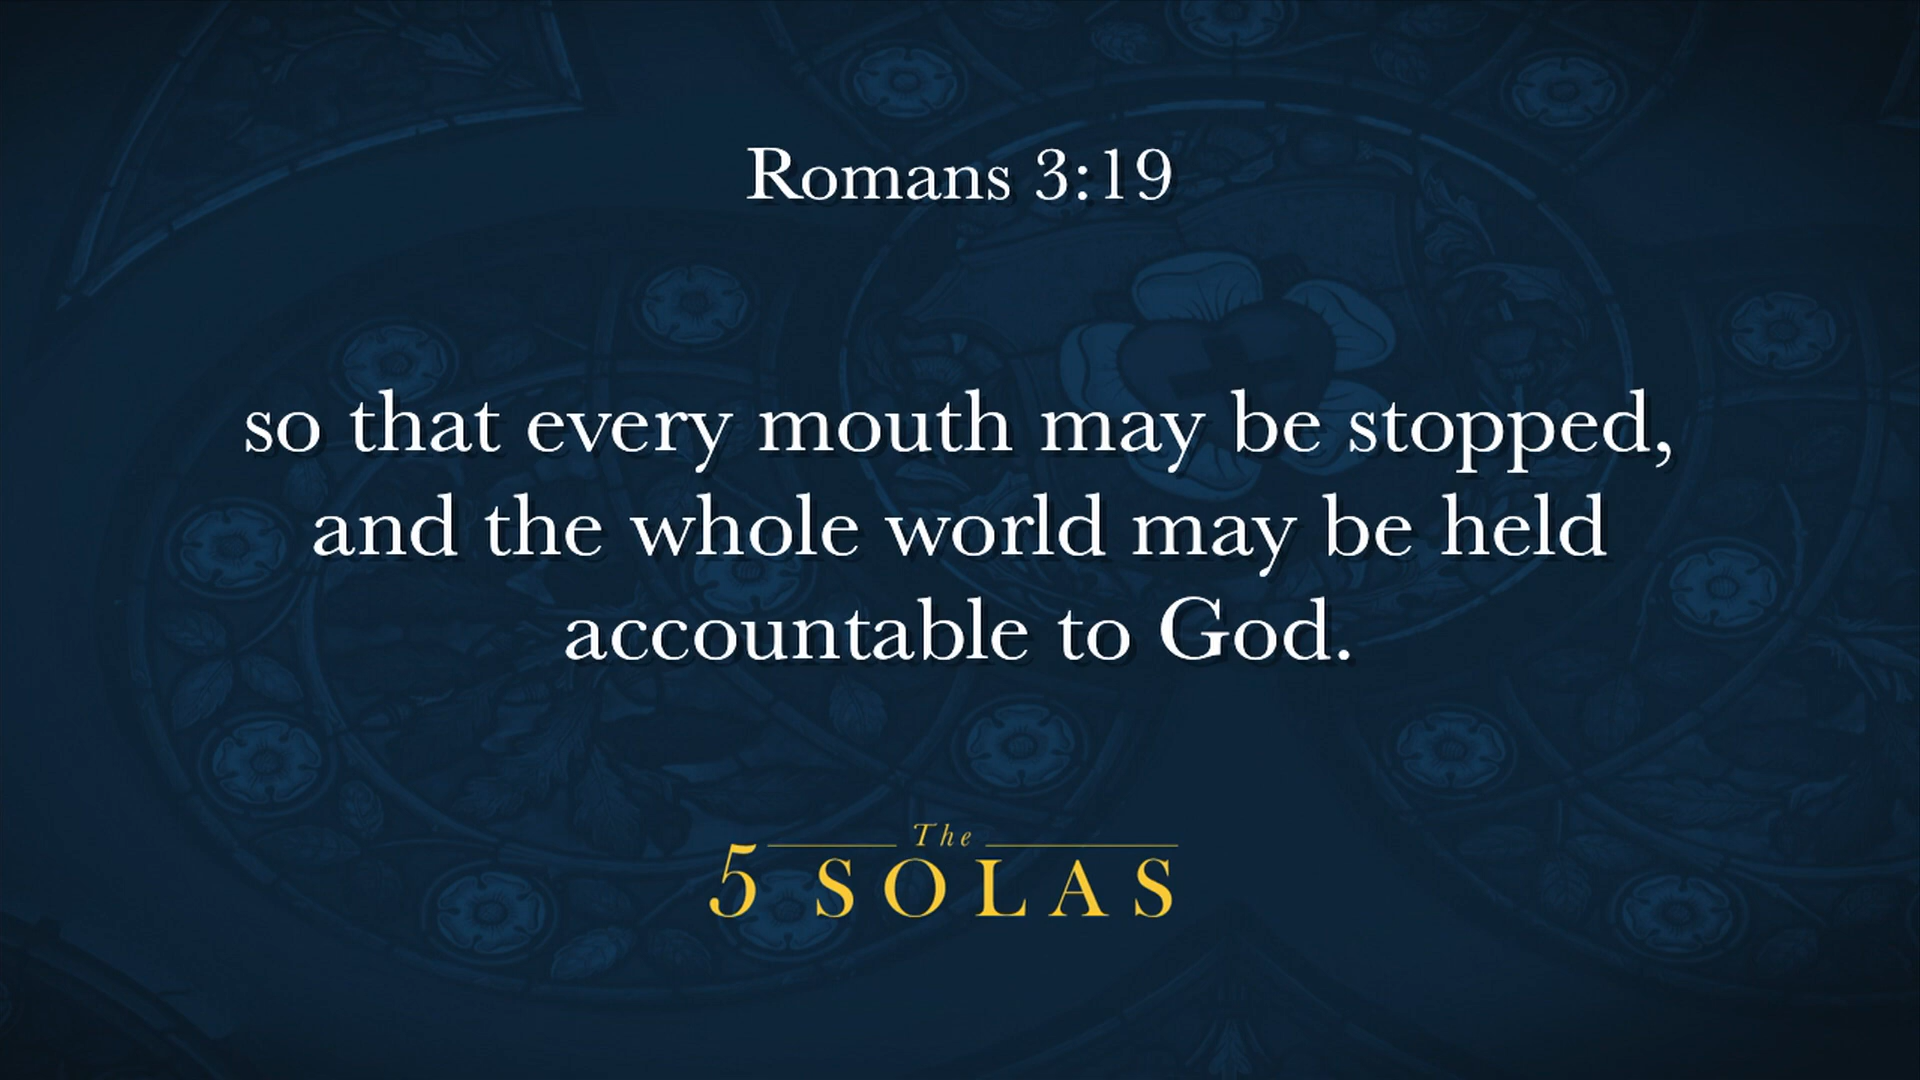 Romans 3:19
so that every mouth may be stopped,
and the whole world may be held
accountable to God.
The
5 SOLAS